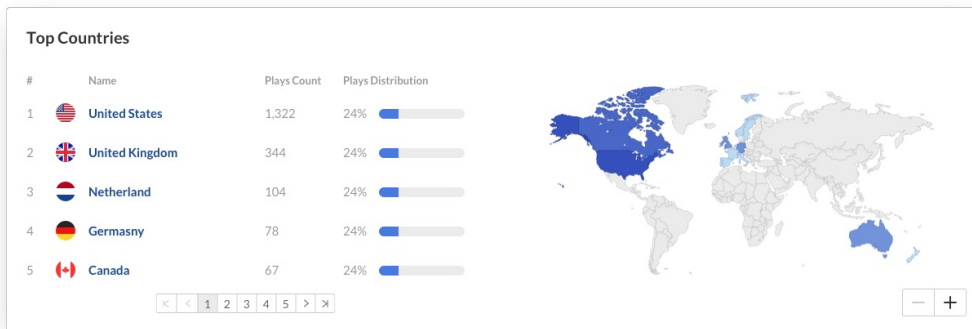 Top Countries
# Name Plays Count Plays Distribution
1 United States 1,322 24%
2 United Kingdom 344 24%
3 Netherland 104 24%
4 Germasny 78 24%
5 Canada 67 24%
1 2 3 4 5